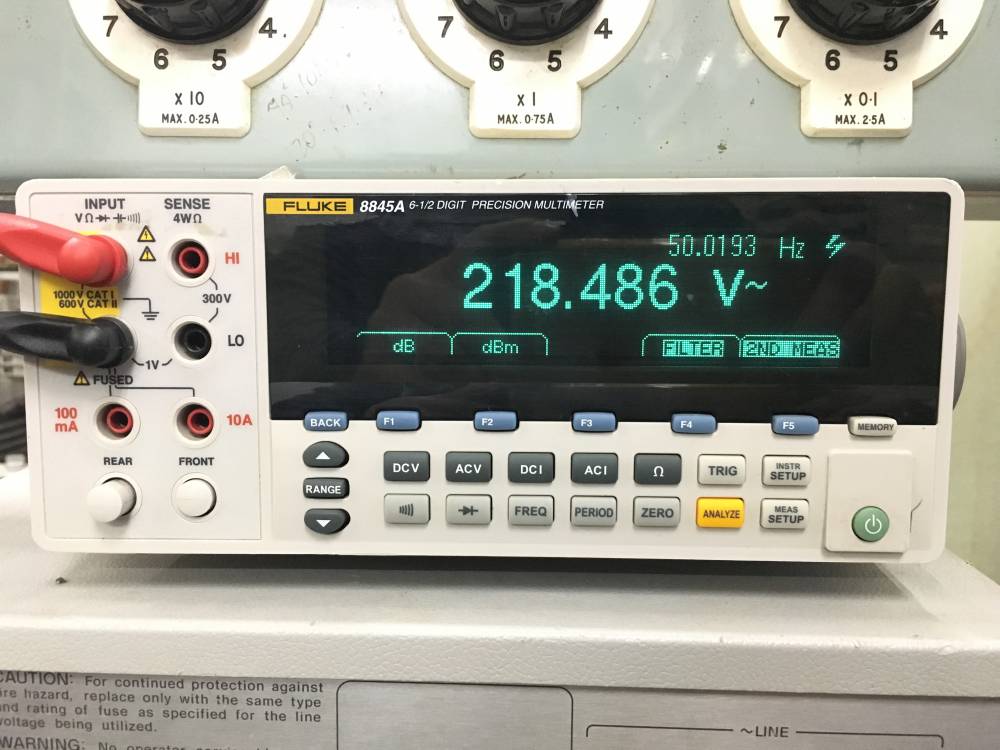 7 4.
6 5
X 10
MAX. 0·25A
7 4
6 5
X 1
MAX. 0·75A
7 4
6 5
X 0·1
MAX. 2·5A
INPUT
VΩ
SENSE
4WΩ
HI
1000V CAT I
600V CAT II
300V
LO
1V
FUSED
100
mA
10A
REAR
FRONT
FLUKE 8845A 6-1/2 DIGIT PRECISION MULTIMETER
50.0193 Hz
218.486 V~
dB dBm FILTER 2ND MEAS
BACK F1 F2 F3 F4 F5 MEMORY
RANGE
DCV ACV DCI ACI Ω TRIG INSTR SETUP
FREQ PERIOD ZERO ANALYZE MEAS SETUP
CAUTION: For continued protection against
fire hazard, replace only with the same type
and rating of fuse as specified for the line
voltage being utilized.
WARNING: No operator
~LINE